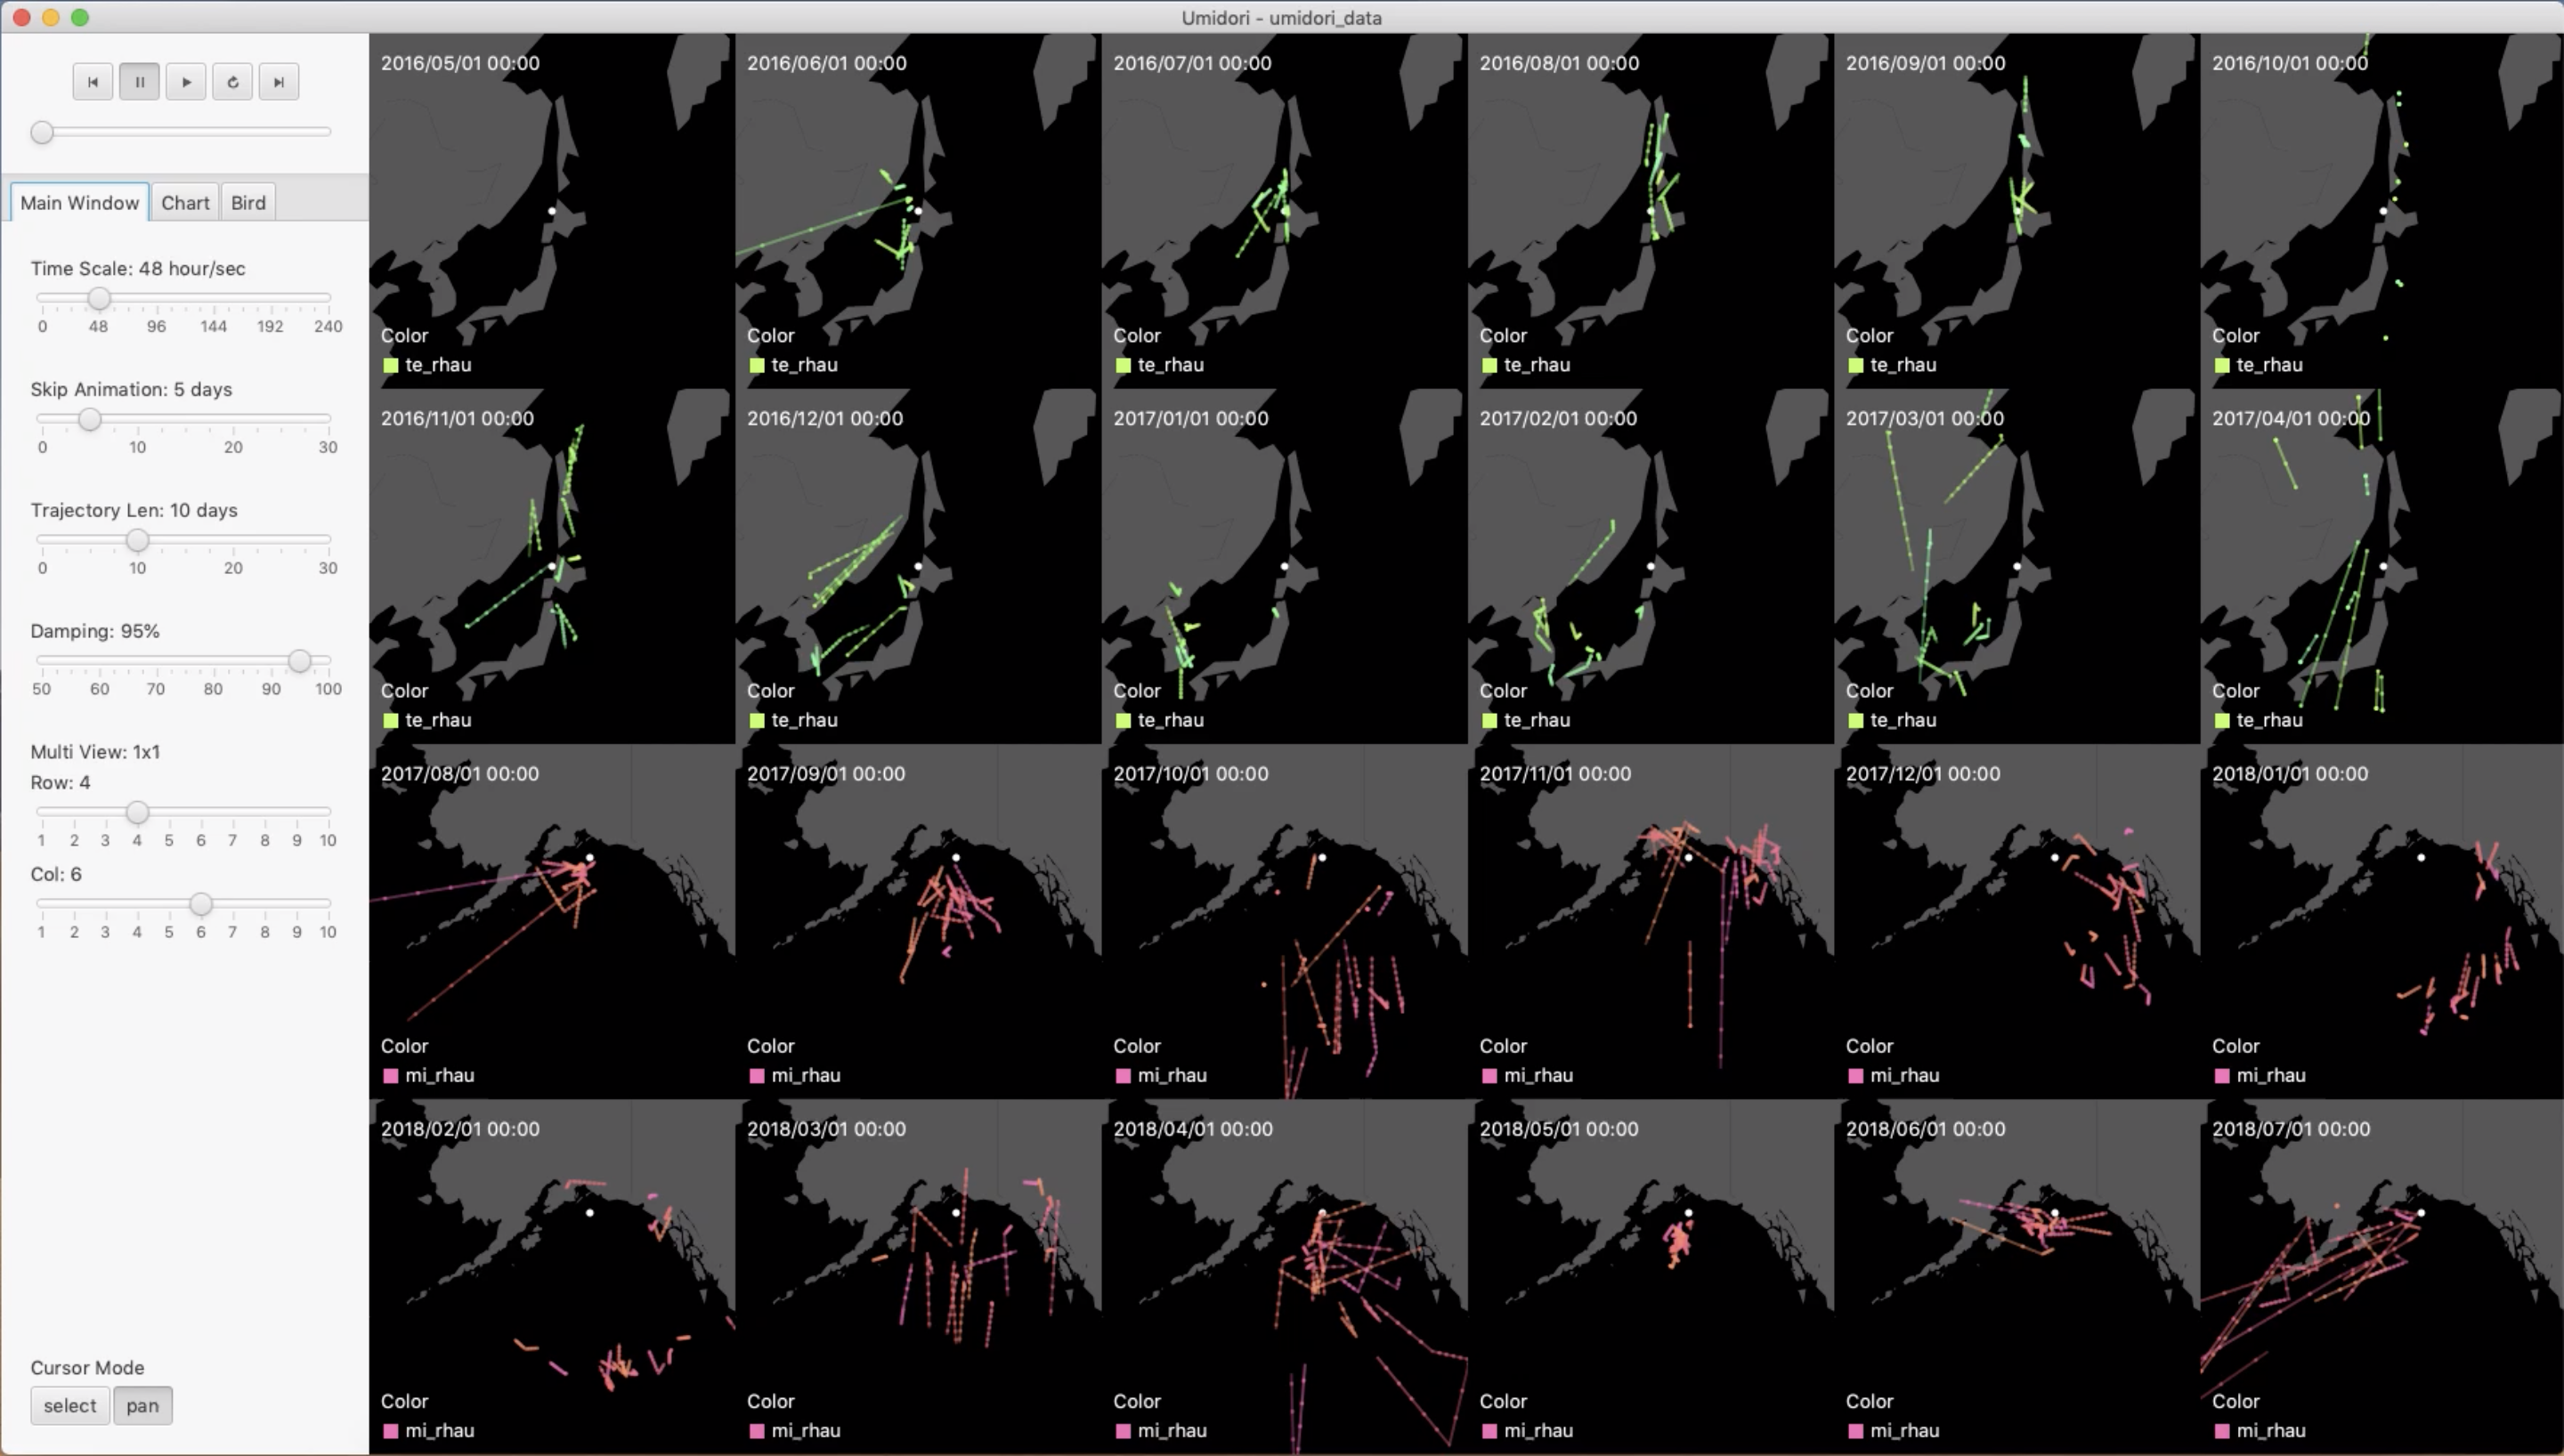 Umidori - umidori_data
Main Window Chart Bird
Time Scale: 48 hour/sec
0 48 96 144 192 240
Skip Animation: 5 days
0 10 20 30
Trajectory Len: 10 days
0 10 20 30
Damping: 95%
50 60 70 80 90 100
Multi View: 1x1
Row: 4
1 2 3 4 5 6 7 8 9 10
Col: 6
1 2 3 4 5 6 7 8 9 10
Cursor Mode
select pan
2016/05/01 00:00 2016/06/01 00:00 2016/07/01 00:00 2016/08/01 00:00 2016/09/01 00:00 2016/10/01 00:00
Color Color Color Color Color Color
te_rhau te_rhau te_rhau te_rhau te_rhau te_rhau
2016/11/01 00:00 2016/12/01 00:00 2017/01/01 00:00 2017/02/01 00:00 2017/03/01 00:00 2017/04/01 00:00
Color Color Color Color Color Color
te_rhau te_rhau te_rhau te_rhau te_rhau te_rhau
2017/08/01 00:00 2017/09/01 00:00 2017/10/01 00:00 2017/11/01 00:00 2017/12/01 00:00 2018/01/01 00:00
Color Color Color Color Color Color
mi_rhau mi_rhau mi_rhau mi_rhau mi_rhau mi_rhau
2018/02/01 00:00 2018/03/01 00:00 2018/04/01 00:00 2018/05/01 00:00 2018/06/01 00:00 2018/07/01 00:00
Color Color Color Color Color Color
mi_rhau mi_rhau mi_rhau mi_rhau mi_rhau mi_rhau